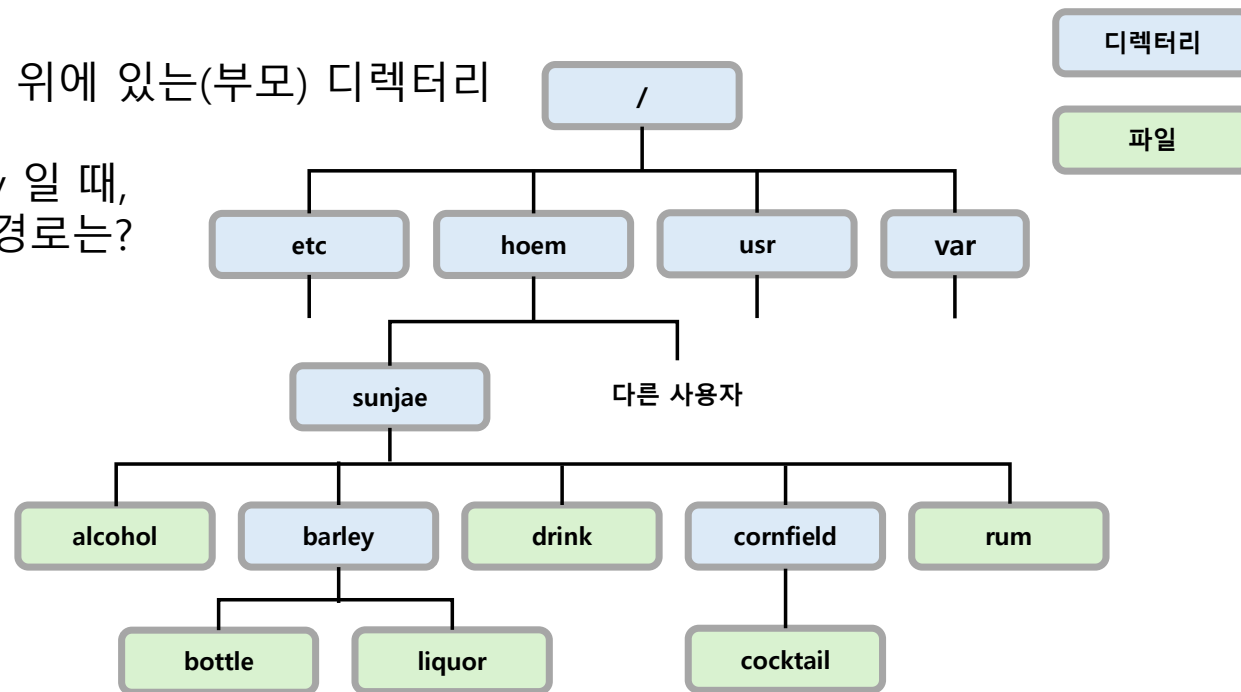 디렉터리
위에 있는(부모) 디렉터리
/
파일
일 때,
경로는?
etc
hoem
usr
var
sunjae
다른 사용자
alcohol
barley
drink
cornfield
rum
bottle
liquor
cocktail